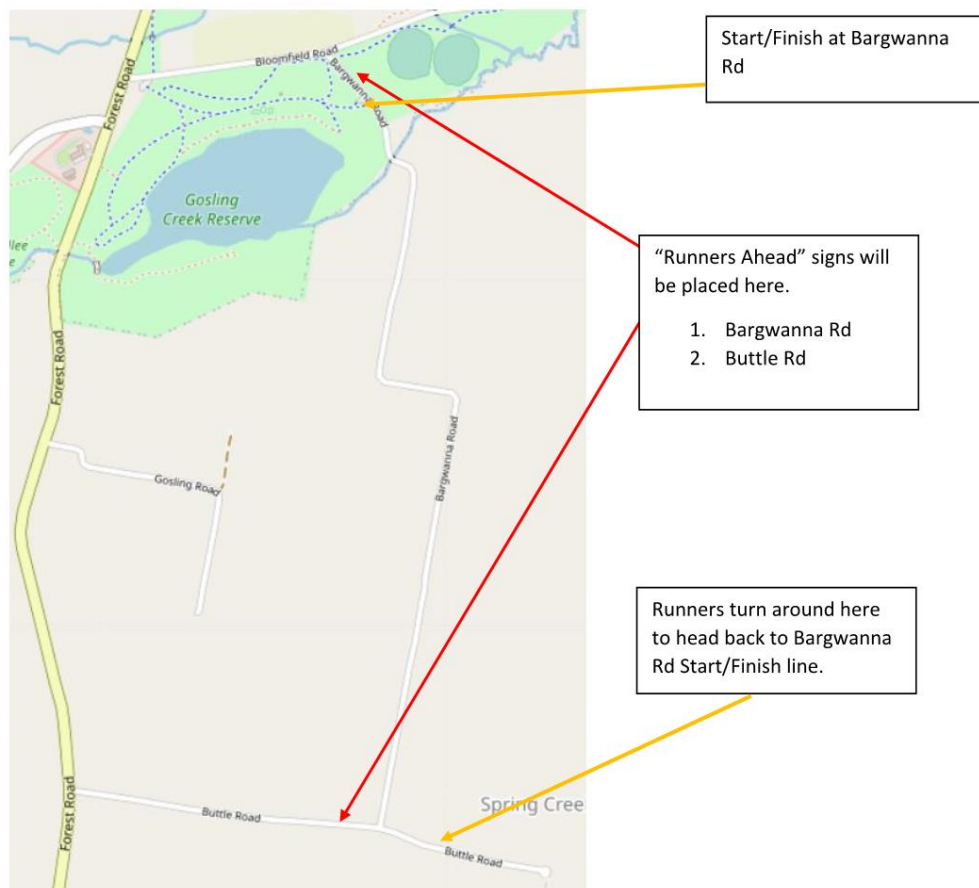 Start/Finish at Bargwanna
Rd
Bloomfield Road
Bargwanna Road
Forest Road
Gosling
Creek Reserve
"Runners Ahead" signs will
be placed here.
1. Bargwanna Rd
2. Buttle Rd
Forest Road
Bargwanna Road
Gosling Road
Runners turn around here
to head back to Bargwanna
Rd Start/Finish line.
Forest Road
Buttle Road
Spring Cree
Buttle Road